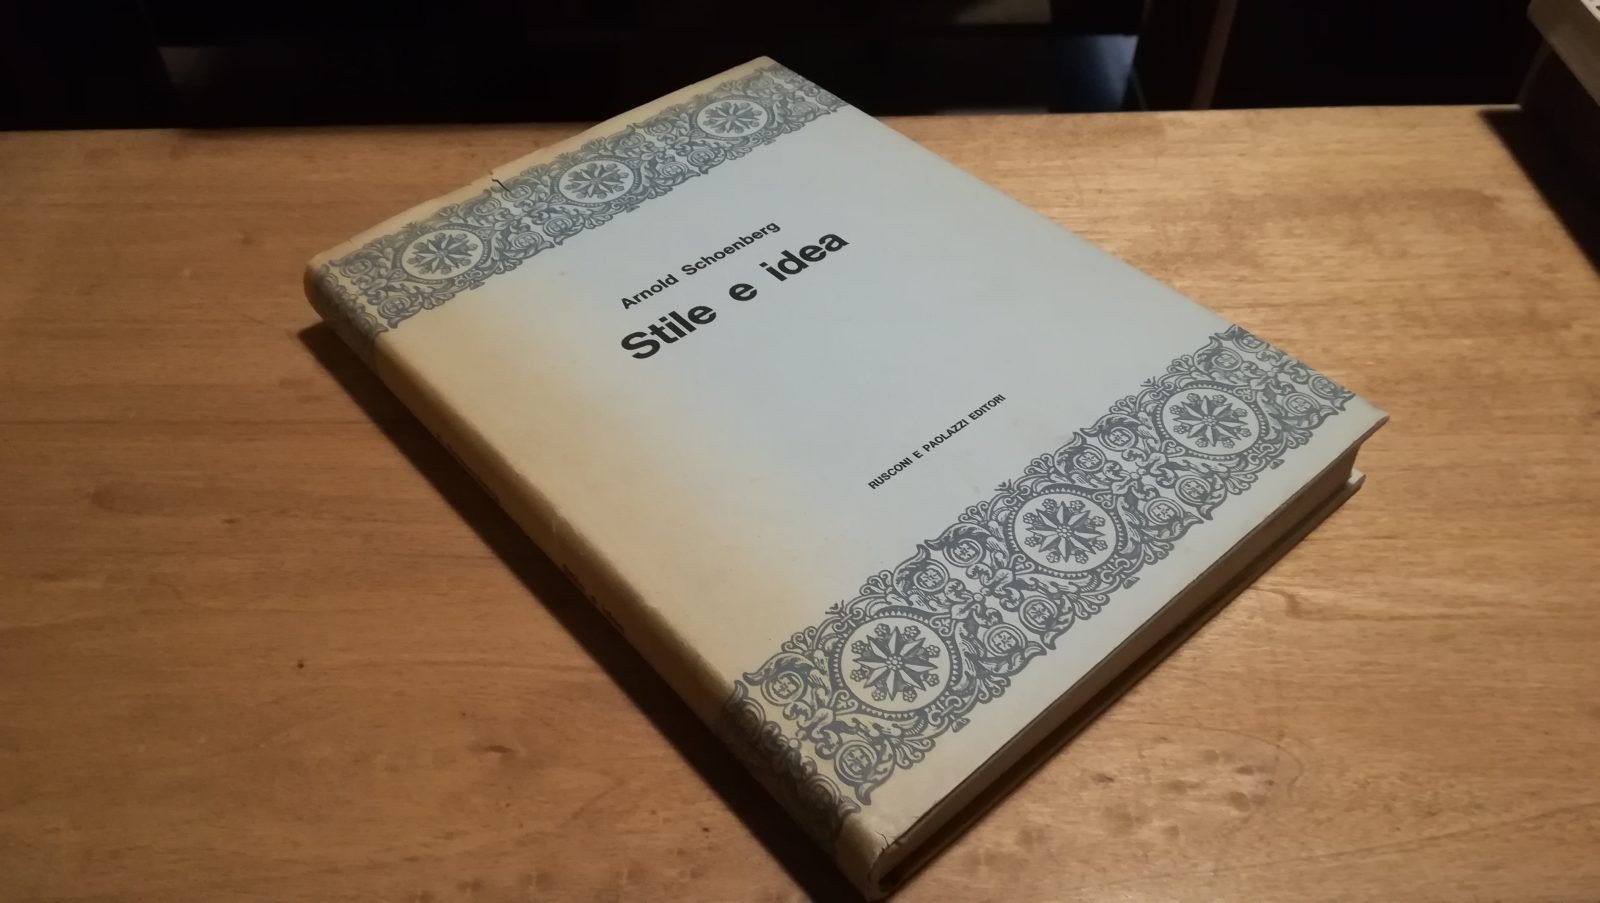 Arnold Schoenberg
Stile e idea
RUSCONI E PAOLAZZI EDITORI